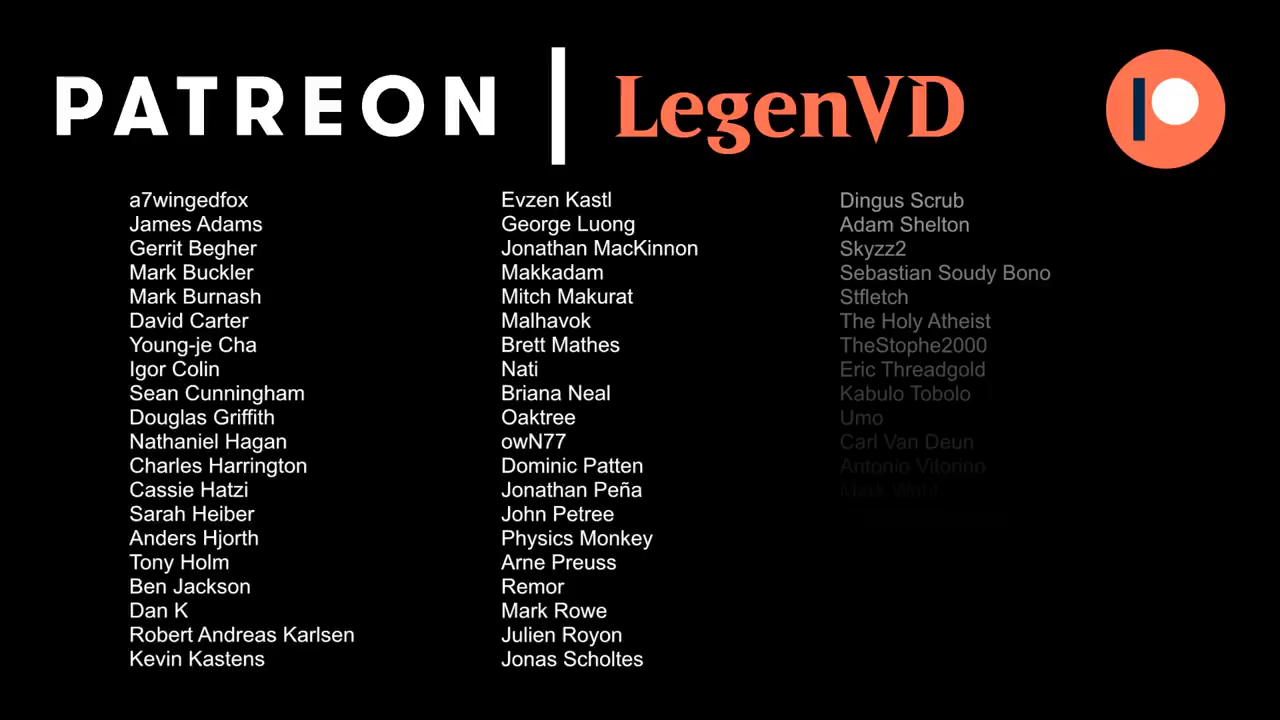 PATREON | LegenVD
a7wingedfox
James Adams
Gerrit Begher
Mark Buckler
Mark Burnash
David Carter
Young-je Cha
Igor Colin
Sean Cunningham
Douglas Griffith
Nathaniel Hagan
Charles Harrington
Cassie Hatzi
Sarah Heiber
Anders Hjorth
Tony Holm
Ben Jackson
Dan K
Robert Andreas Karlsen
Kevin Kastens
Evzen Kastl
George Luong
Jonathan MacKinnon
Makkadam
Mitch Makurat
Malhavok
Brett Mathes
Nati
Briana Neal
Oaktree
owN77
Dominic Patten
Jonathan Peña
John Petree
Physics Monkey
Arne Preuss
Remor
Mark Rowe
Julien Royon
Jonas Scholtes
Dingus Scrub
Adam Shelton
Skyzz2
Sebastian Soudy Bono
Stfletch
The Holy Atheist
TheStophe2000
Eric Threadgold
Kabulo Tobolo
Umo
Carl Van Deun
Antonio Vitorino
Mark